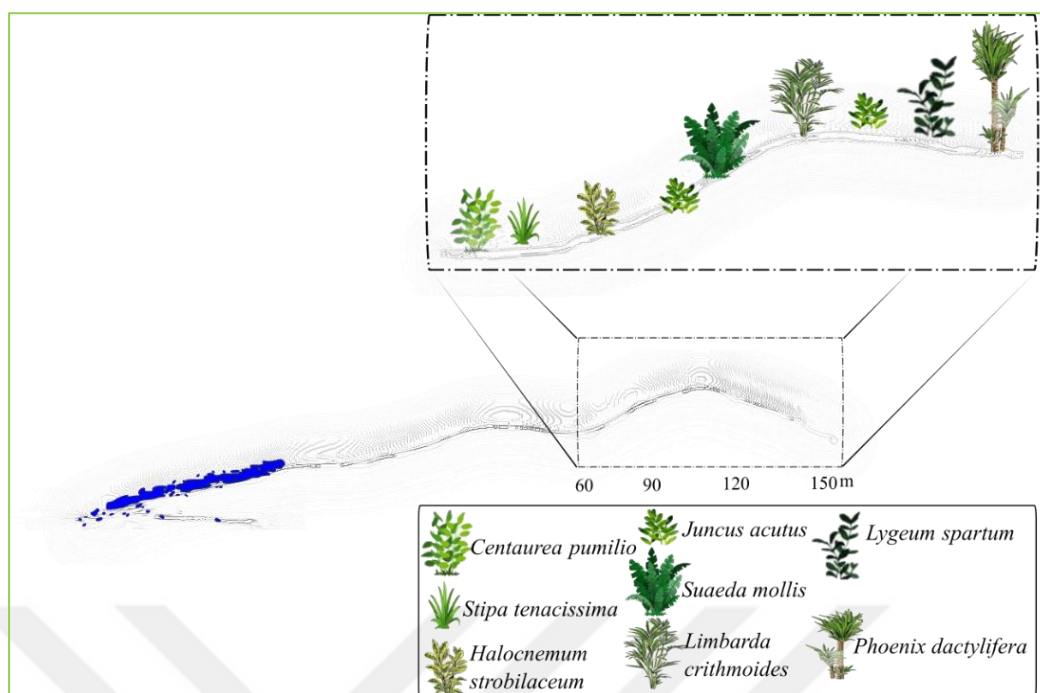 60 90 120 150m
Centaurea pumilio
Juncus acutus
Lygeum spartum
Stipa tenacissima
Suaeda mollis
Halocnemum
strobilaceum
Limbarda
crithmoides
Phoenix dactylifera